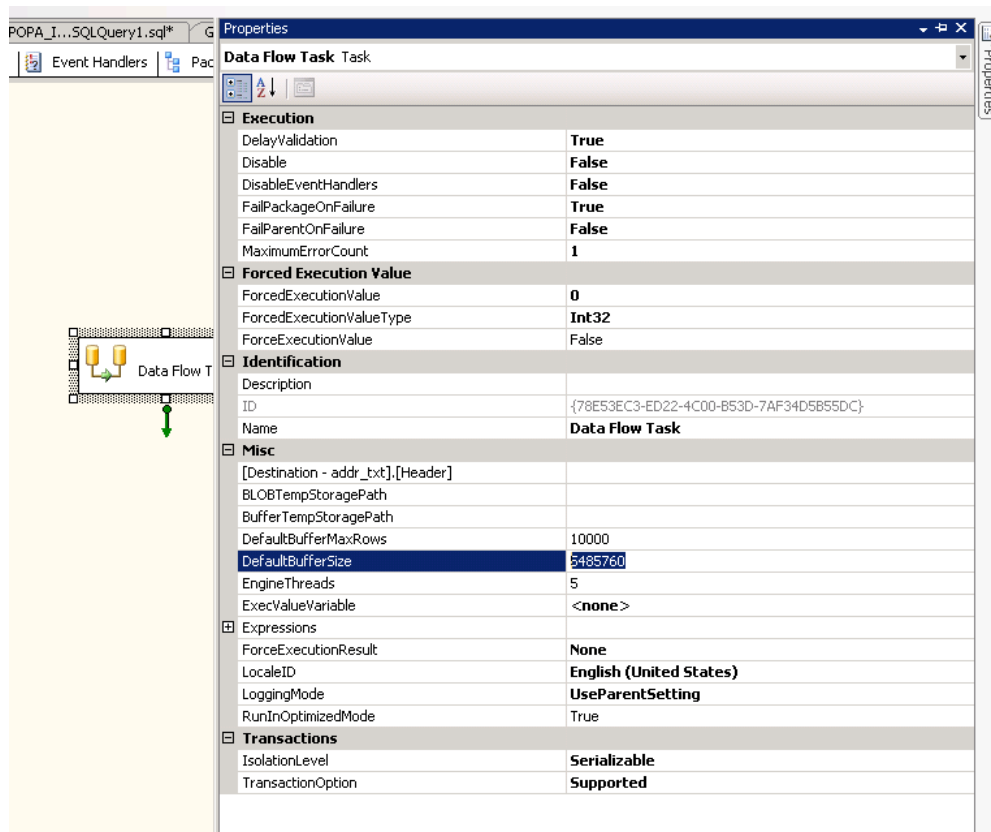 POPA_I...SQLQuery1.sql* G
Event Handlers Pac
Data Flow T
Properties
Data Flow Task Task
Execution
DelayValidation True
Disable False
DisableEventHandlers False
FailPackageOnFailure True
FailParentOnFailure False
MaximumErrorCount 1
Forced Execution Value
ForcedExecutionValue 0
ForcedExecutionValueType Int32
ForceExecutionValue False
Identification
Description
ID {78E53EC3-ED22-4C00-B53D-7AF34D5B55DC}
Name Data Flow Task
Misc
[Destination - addr_txt].[Header]
BLOBTempStoragePath
BufferTempStoragePath
DefaultBufferMaxRows 10000
DefaultBufferSize 5485760
EngineThreads 5
ExecValueVariable <none>
Expressions
ForceExecutionResult None
LocaleID English (United States)
LoggingMode UseParentSetting
RunInOptimizedMode True
Transactions
IsolationLevel Serializable
TransactionOption Supported
Properties